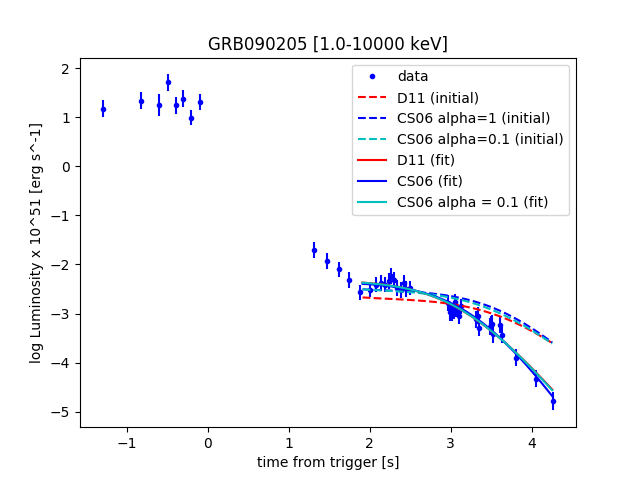 GRB090205 [1.0-10000 keV]
data
D11 (initial)
CS06 alpha=1 (initial)
CS06 alpha=0.1 (initial)
D11 (fit)
CS06 (fit)
CS06 alpha = 0.1 (fit)
log Luminosity x 10^51 [erg s^-1]
2
1
0
−1
−2
−3
−4
−5
−1 0 1 2 3 4
time from trigger [s]